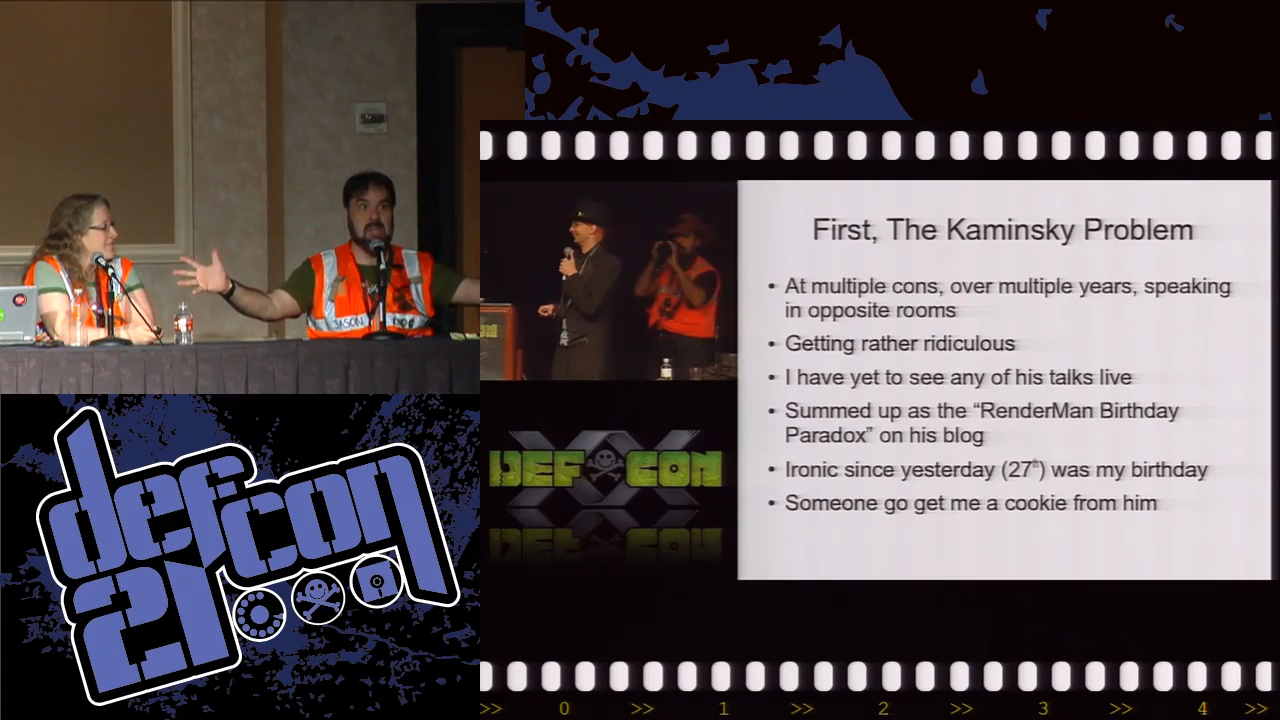 First, The Kaminsky Problem
• At multiple cons, over multiple years, speaking
in opposite rooms
• Getting rather ridiculous
• I have yet to see any of his talks live
• Summed up as the “RenderMan Birthday
Paradox” on his blog
• Ironic since yesterday (27th) was my birthday
• Someone go get me a cookie from him
JASON
DEF CON
XX
defcon
21
>> 0 >> 1 >> 2 >> 3 >> 4 >>